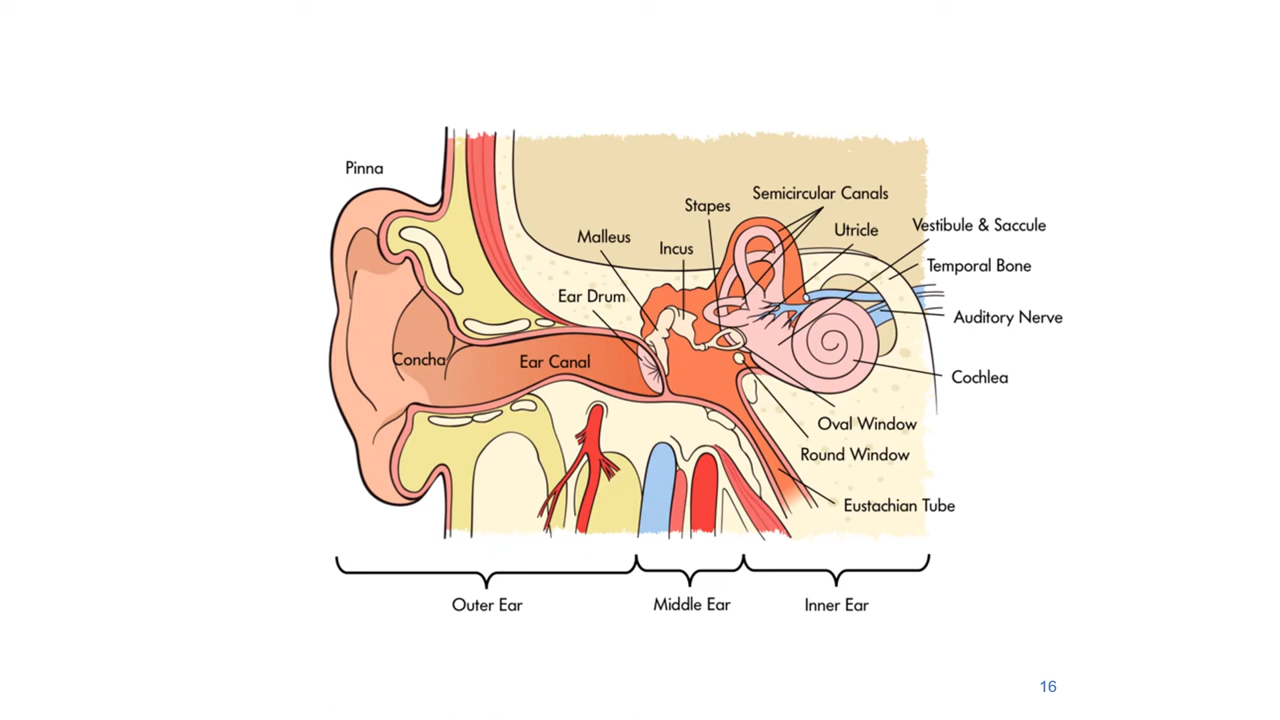 Pinna
Semicircular Canals
Stapes
Utricle
Vestibule & Saccule
Malleus
Incus
Temporal Bone
Ear Drum
Auditory Nerve
Concha
Ear Canal
Cochlea
Oval Window
Round Window
Eustachian Tube
Outer Ear
Middle Ear
Inner Ear
16